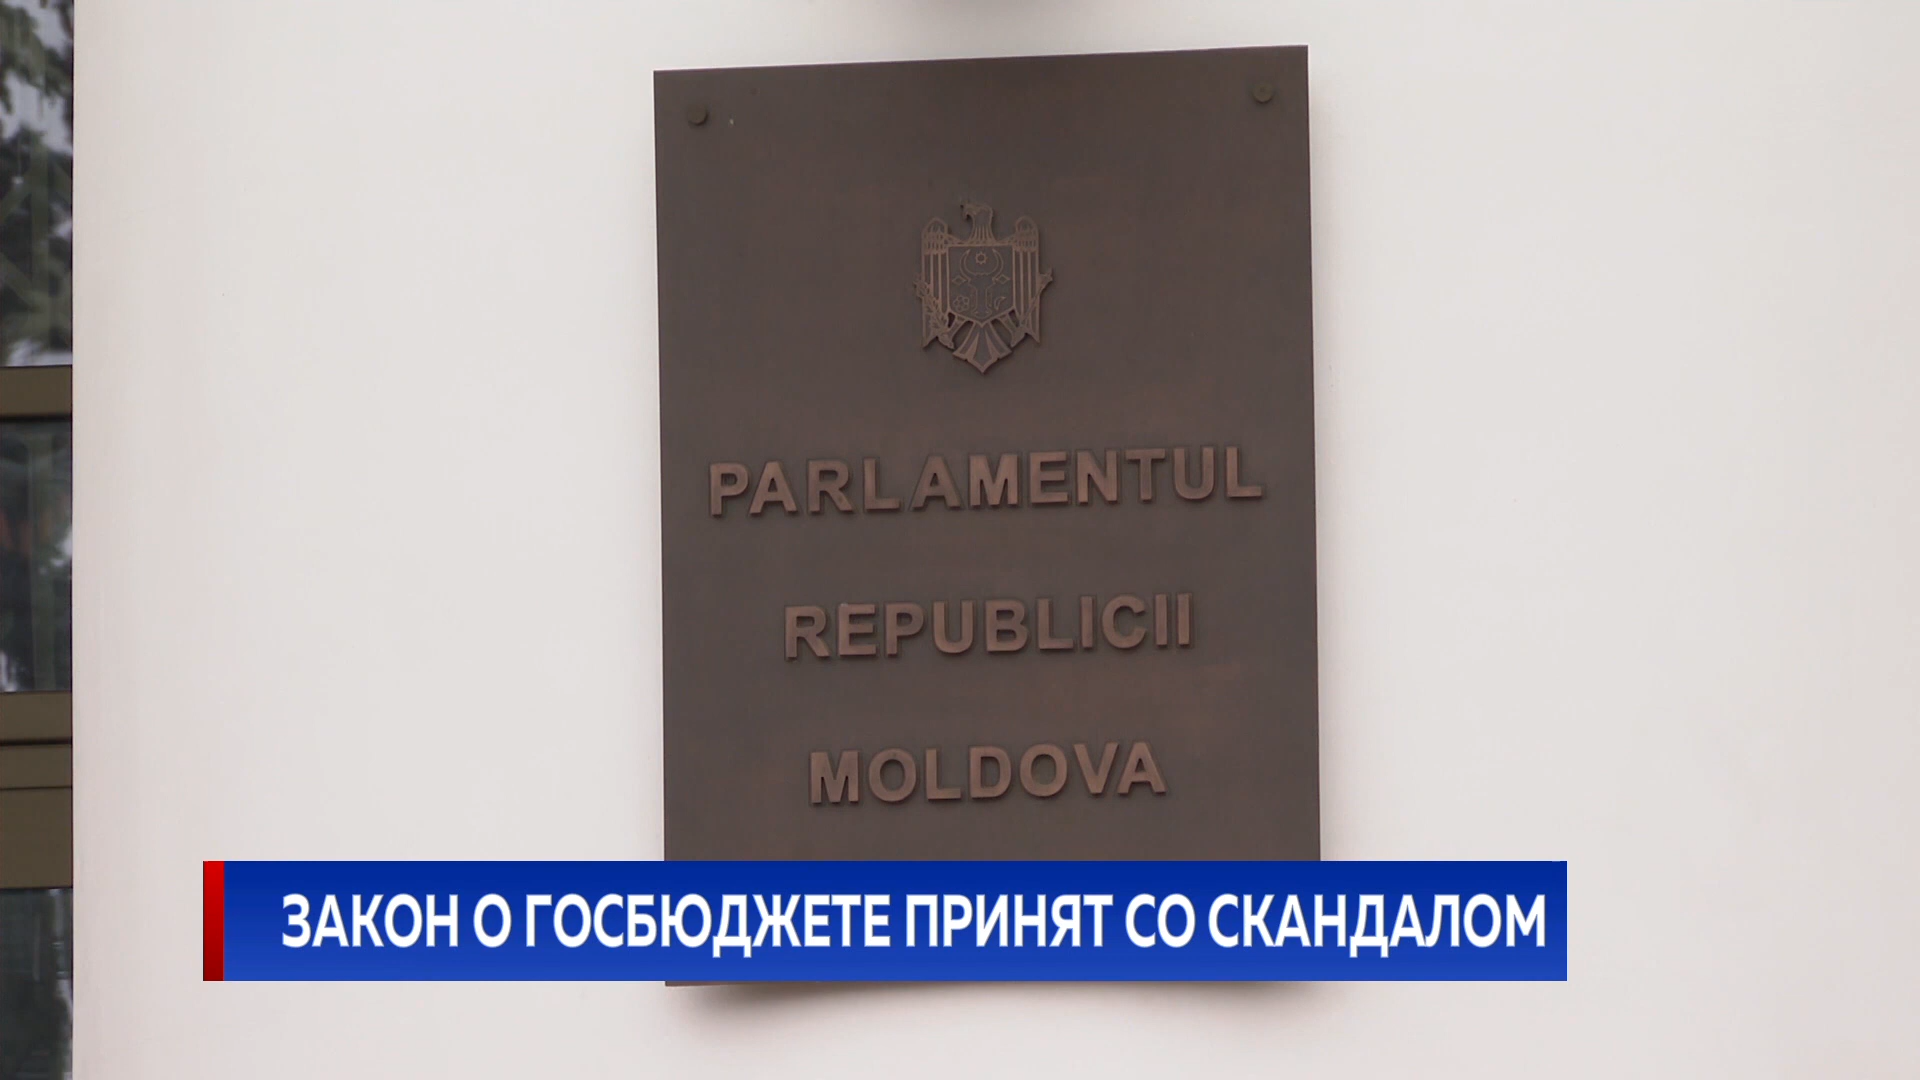 PARLAMENTUL
REPUBLICII
MOLDOVA
ЗАКОН О ГОСБЮДЖЕТЕ ПРИНЯТ СО СКАНДАЛОМ